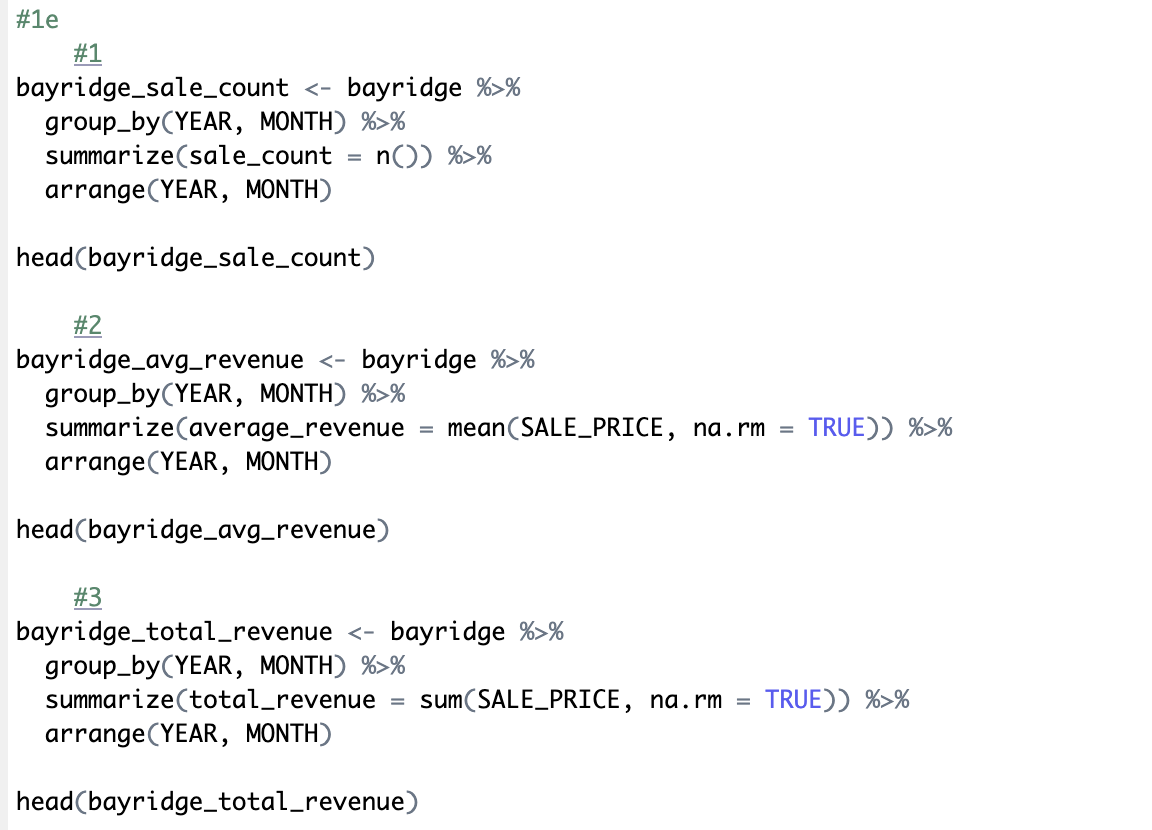 #1e
#1
bayridge_sale_count <- bayridge %>%
group_by(YEAR, MONTH) %>%
summarize(sale_count = n()) %>%
arrange(YEAR, MONTH)
head(bayridge_sale_count)
#2
bayridge_avg_revenue <- bayridge %>%
group_by(YEAR, MONTH) %>%
summarize(average_revenue = mean(SALE_PRICE, na.rm = TRUE)) %>%
arrange(YEAR, MONTH)
head(bayridge_avg_revenue)
#3
bayridge_total_revenue <- bayridge %>%
group_by(YEAR, MONTH) %>%
summarize(total_revenue = sum(SALE_PRICE, na.rm = TRUE)) %>%
arrange(YEAR, MONTH)
head(bayridge_total_revenue)